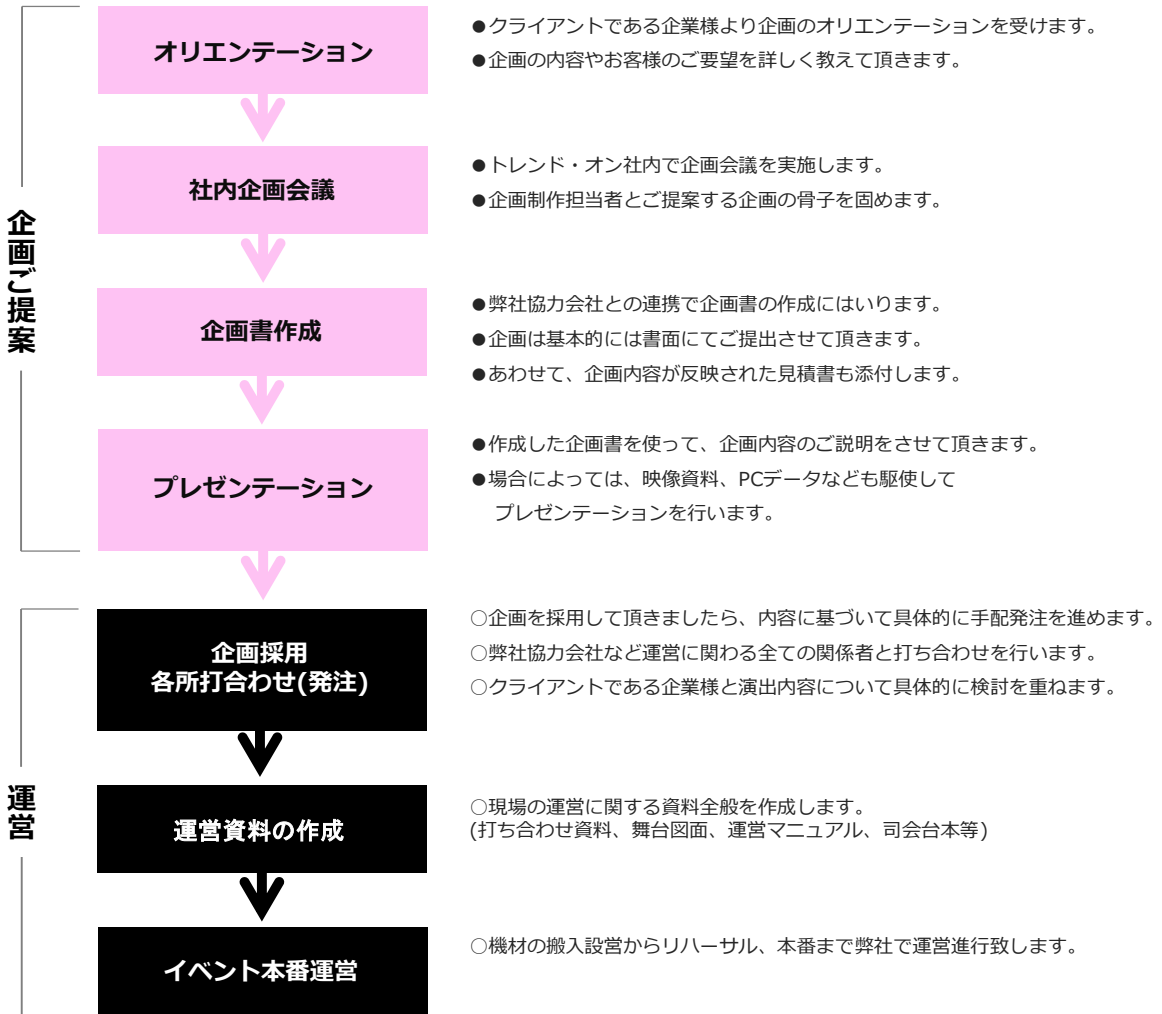 企画ご提案
オリエンテーション
●クライアントである企業様より企画のオリエンテーションを受けます。
●企画の内容やお客様のご要望を詳しく教えて頂きます。
社内企画会議
●トレンド・オン社内で企画会議を実施します。
●企画制作担当者とご提案する企画の骨子を固めます。
企画書作成
●弊社協力会社との連携で企画書の作成にはいります。
●企画は基本的には書面にてご提出させて頂きます。
●あわせて、企画内容が反映された見積書も添付します。
プレゼンテーション
●作成した企画書を使って、企画内容のご説明をさせて頂きます。
●場合によっては、映像資料、PCデータなども駆使して
プレゼンテーションを行います。
運営
企画採用
各所打合わせ(発注)
○企画を採用して頂きましたら、内容に基づいて具体的に手配発注を進めます。
○弊社協力会社など運営に関わる全ての関係者と打ち合わせを行います。
○クライアントである企業様と演出内容について具体的に検討を重ねます。
運営資料の作成
○現場の運営に関する資料全般を作成します。
(打ち合わせ資料、舞台図面、運営マニュアル、司会台本等)
イベント本番運営
○機材の搬入設営からリハーサル、本番まで弊社で運営進行致します。